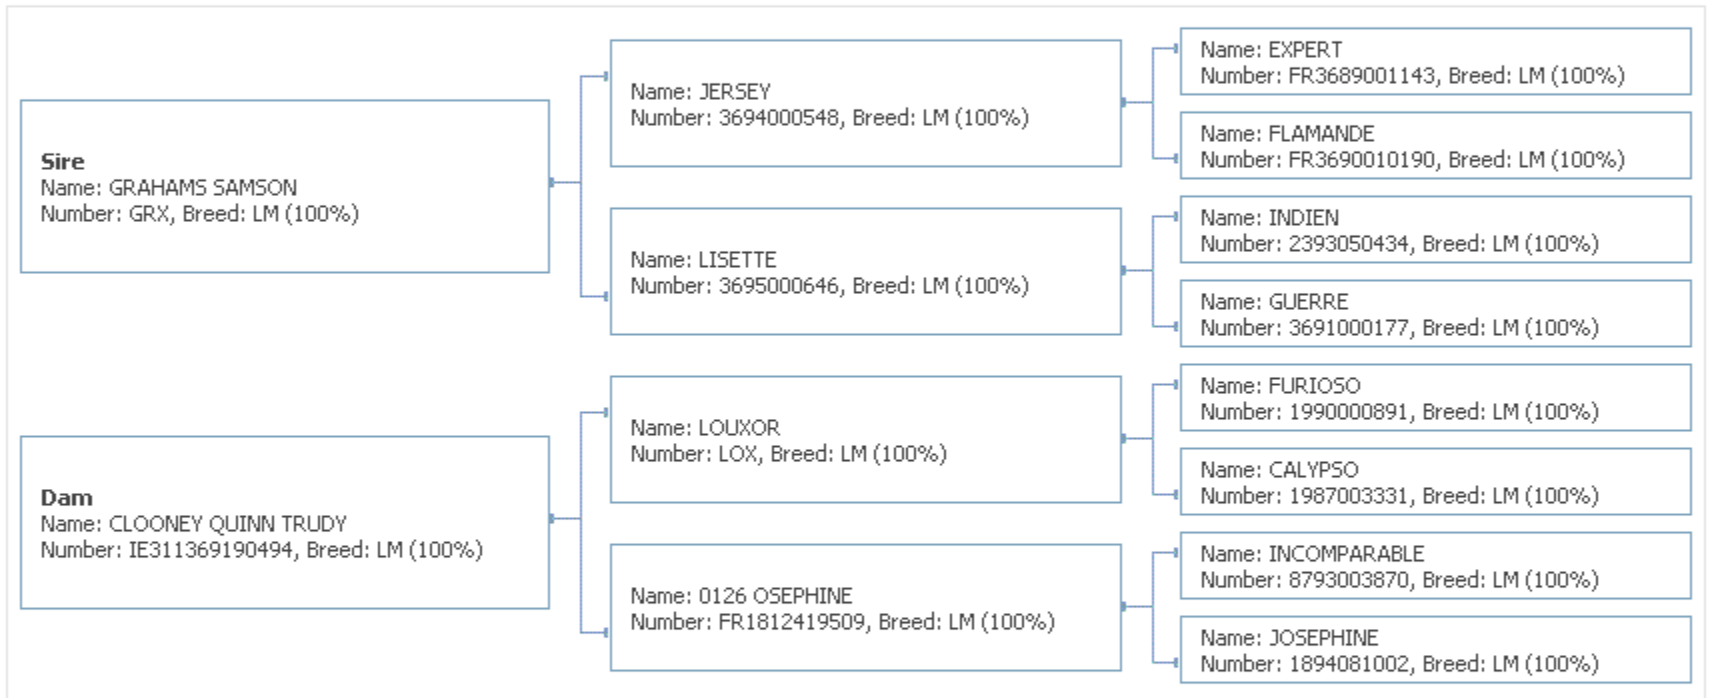 Sire
Name: GRAHAMS SAMSON
Number: GRX, Breed: LM (100%)
Name: JERSEY
Number: 3694000548, Breed: LM (100%)
Name: EXPERT
Number: FR3689001143, Breed: LM (100%)
Name: FLAMANDE
Number: FR3690010190, Breed: LM (100%)
Name: LISETTE
Number: 3695000646, Breed: LM (100%)
Name: INDIEN
Number: 2393050434, Breed: LM (100%)
Name: GUERRE
Number: 3691000177, Breed: LM (100%)
Dam
Name: CLOONEY QUINN TRUDY
Number: IE311369190494, Breed: LM (100%)
Name: LOUXOR
Number: LOX, Breed: LM (100%)
Name: FURIOSO
Number: 1990000891, Breed: LM (100%)
Name: CALYPSO
Number: 1987003331, Breed: LM (100%)
Name: 0126 OSEPHINE
Number: FR1812419509, Breed: LM (100%)
Name: INCOMPARABLE
Number: 8793003870, Breed: LM (100%)
Name: JOSEPHINE
Number: 1894081002, Breed: LM (100%)